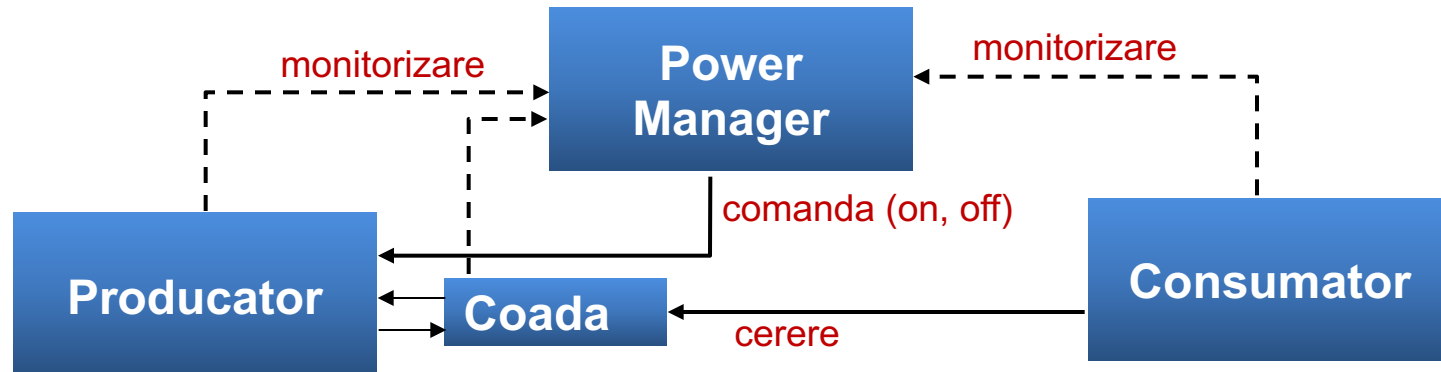 monitorizare
Power
Manager
monitorizare
comanda (on, off)
Producator
Coada
cerere
Consumator